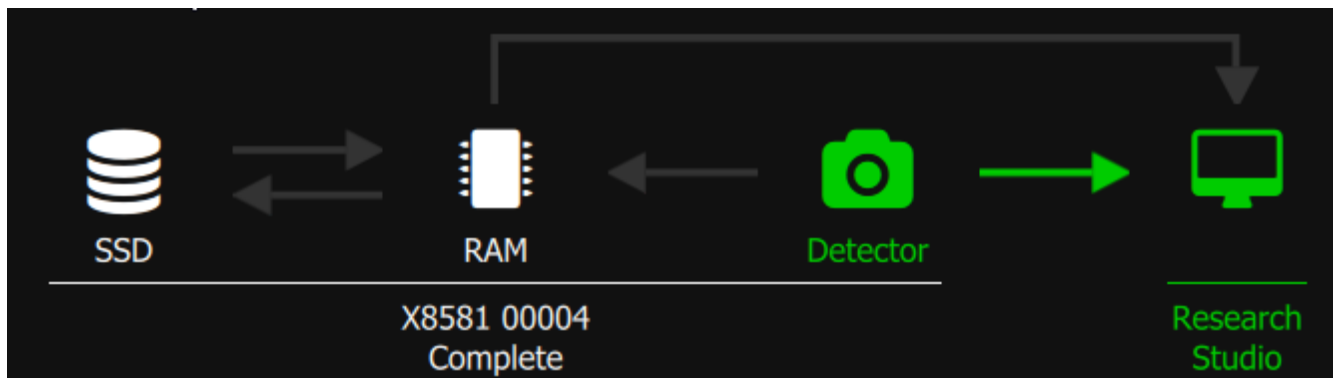 SSD
RAM
Detector
X8581 00004
Complete
Research
Studio